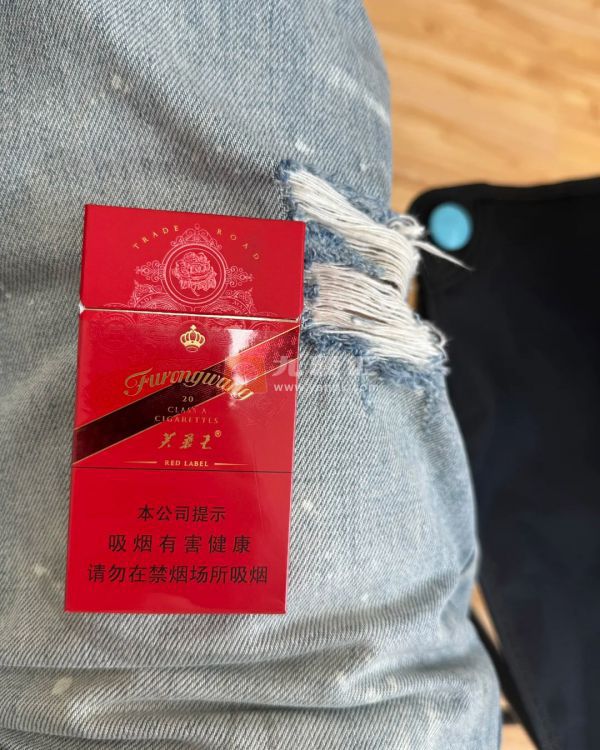 TRADE ROAD
Furongwang
20
CLASS A
CIGARETTES
芙蓉王®
RED LABEL
本公司提示
吸烟有害健康
请勿在禁烟场所吸烟